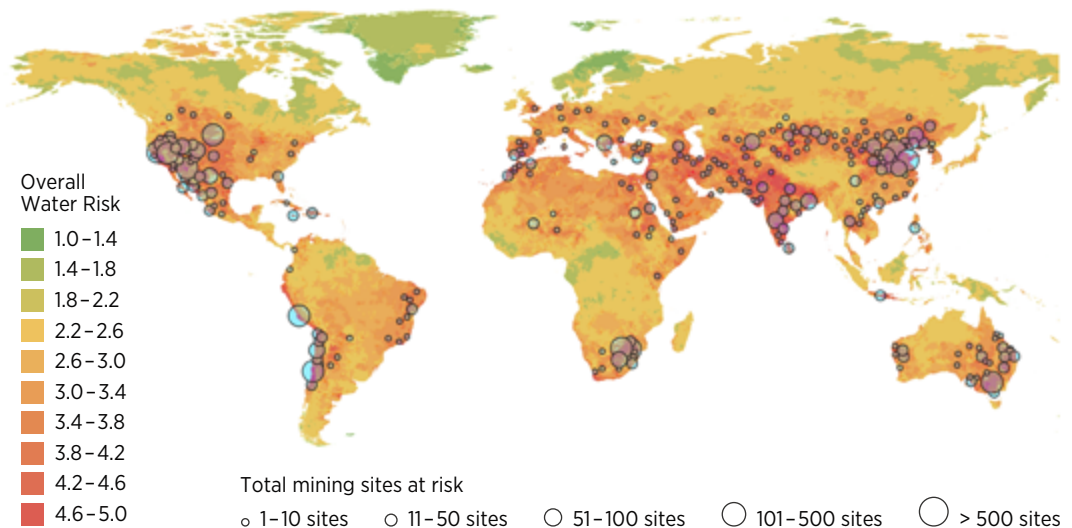 Overall
Water Risk
1.0–1.4
1.4–1.8
1.8–2.2
2.2–2.6
2.6–3.0
3.0–3.4
3.4–3.8
3.8–4.2
4.2–4.6
4.6–5.0
Total mining sites at risk
1–10 sites
11–50 sites
51–100 sites
101–500 sites
> 500 sites